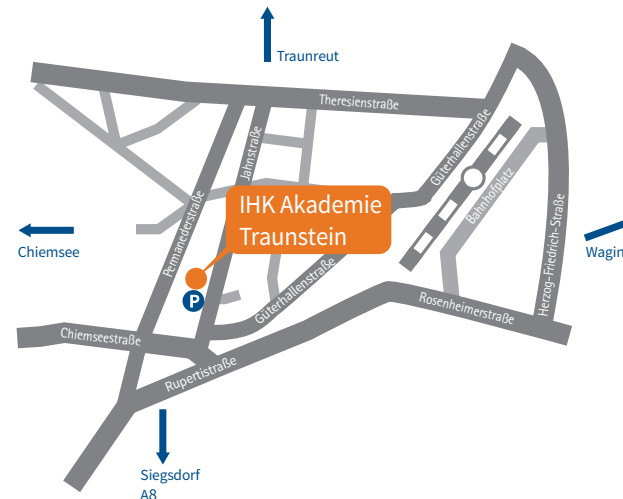 Traunreut
Theresienstraße
Jahnstraße
Güterhallenstraße
Permanederstraße
IHK Akademie
Traunstein
Bahnhofplatz
Herzog-Friedrich-Straße
Chiemsee
Wagin
P
Güterhallenstraße
Rosenheimerstraße
Chiemseestraße
Rupertistraße
Siegsdorf
A8